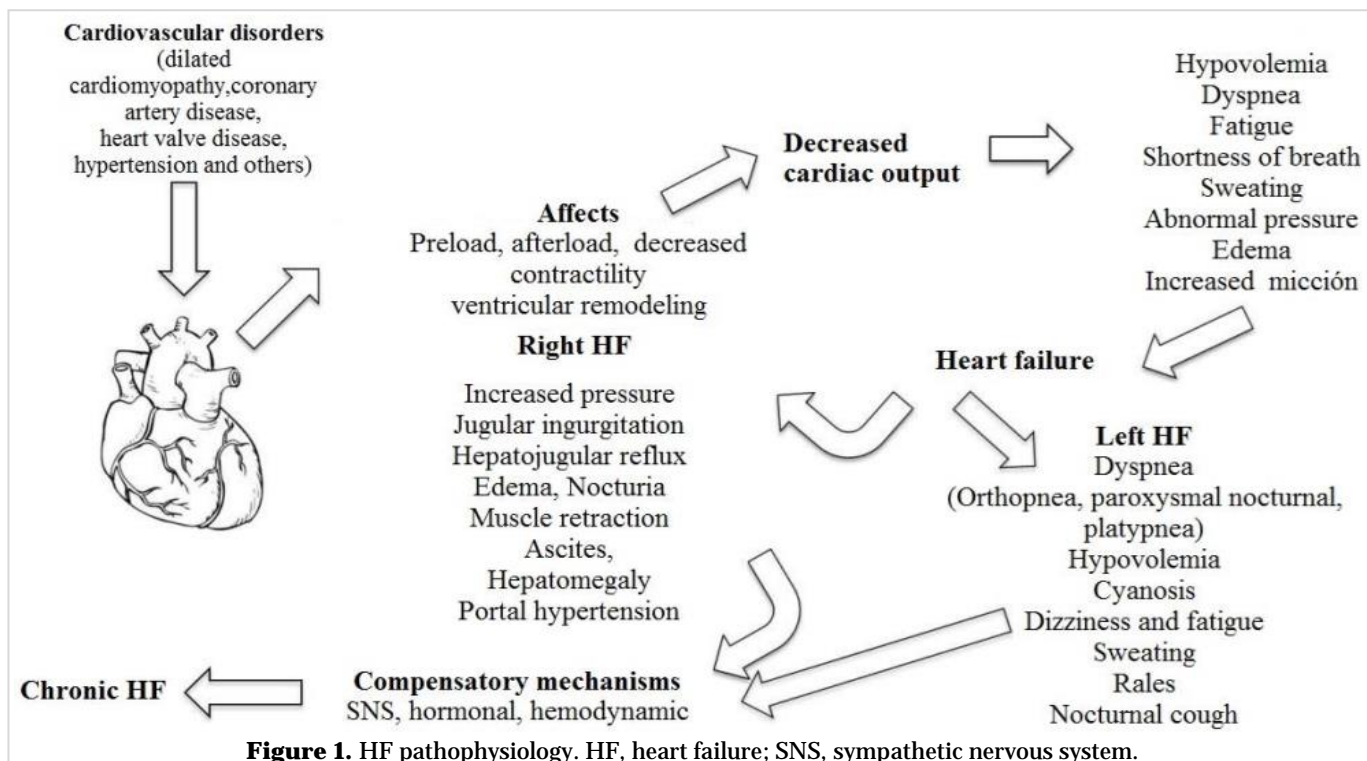 Cardiovascular disorders
(dilated
cardiomyopathy,coronary
artery disease,
heart valve disease,
hypertension and others)
Affects
Preload, afterload, decreased
contractility
ventricular remodeling
Decreased
cardiac output
Hypovolemia
Dyspnea
Fatigue
Shortness of breath
Sweating
Abnormal pressure
Edema
Increased micción
Heart failure
Right HF
Increased pressure
Jugular ingurgitation
Hepatojugular reflux
Edema, Nocturia
Muscle retraction
Ascites,
Hepatomegaly
Portal hypertension
Left HF
Dyspnea
(Orthopnea, paroxysmal nocturnal,
platypnea)
Hypovolemia
Cyanosis
Dizziness and fatigue
Sweating
Rales
Nocturnal cough
Compensatory mechanisms
SNS, hormonal, hemodynamic
Chronic HF
Figure 1. HF pathophysiology. HF, heart failure; SNS, sympathetic nervous system.